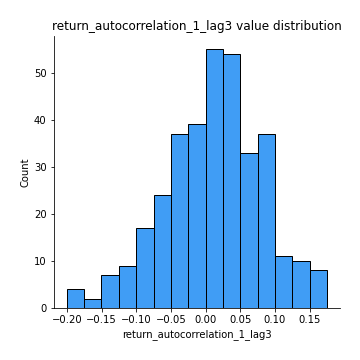 return_autocorrelation_1_lag3 value distribution
50
40
30
20
10
0
Count
−0.20 −0.15 −0.10 −0.05 0.00 0.05 0.10 0.15
return_autocorrelation_1_lag3